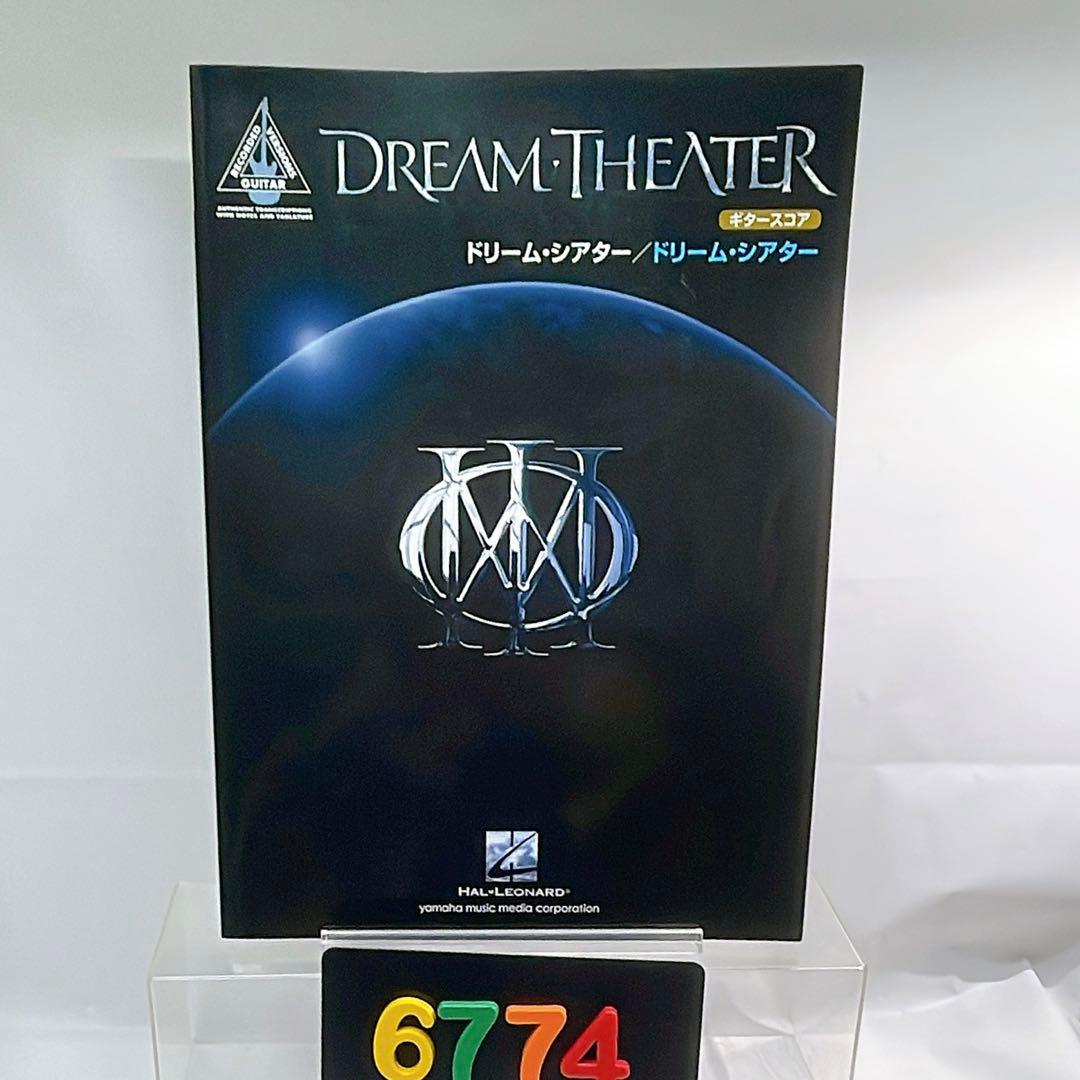 RECORDED VERSIONS
GUITAR
AUTHENTIC TRANSCRIPTIONS
WITH NOTES AND TABLATURE
DREAM·THEATER
ギタースコア
ドリーム・シアター／ドリーム・シアター
HAL•LEONARD®
yamaha music media corporation
6774